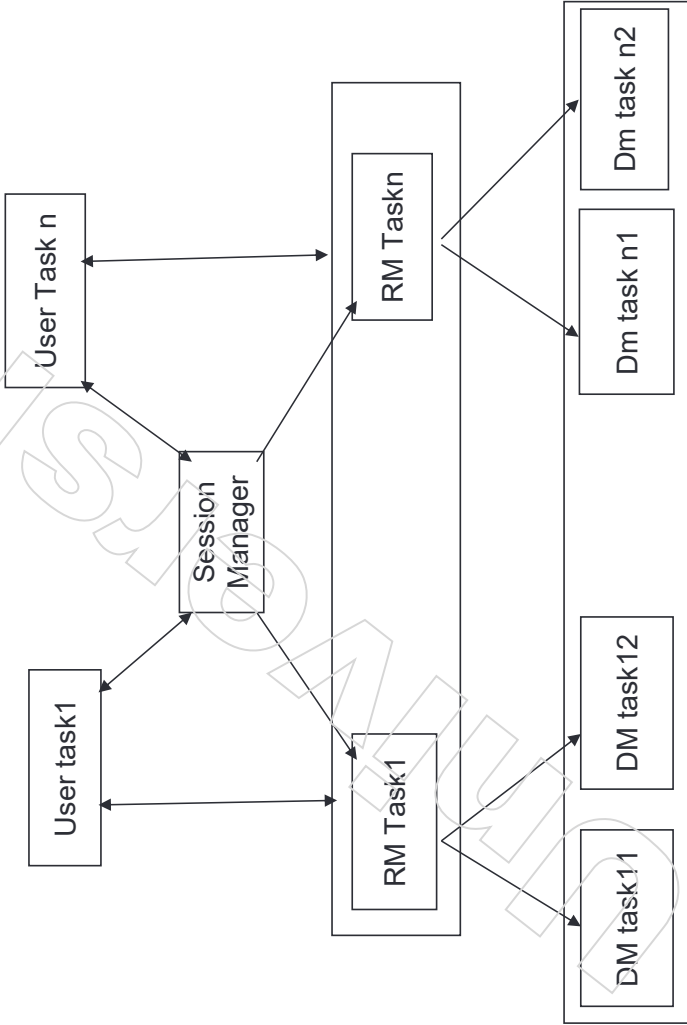 User task1
User Task n
Session
Manager
RM Task1
RM Taskn
DM task11
DM task12
Dm task n1
Dm task n2